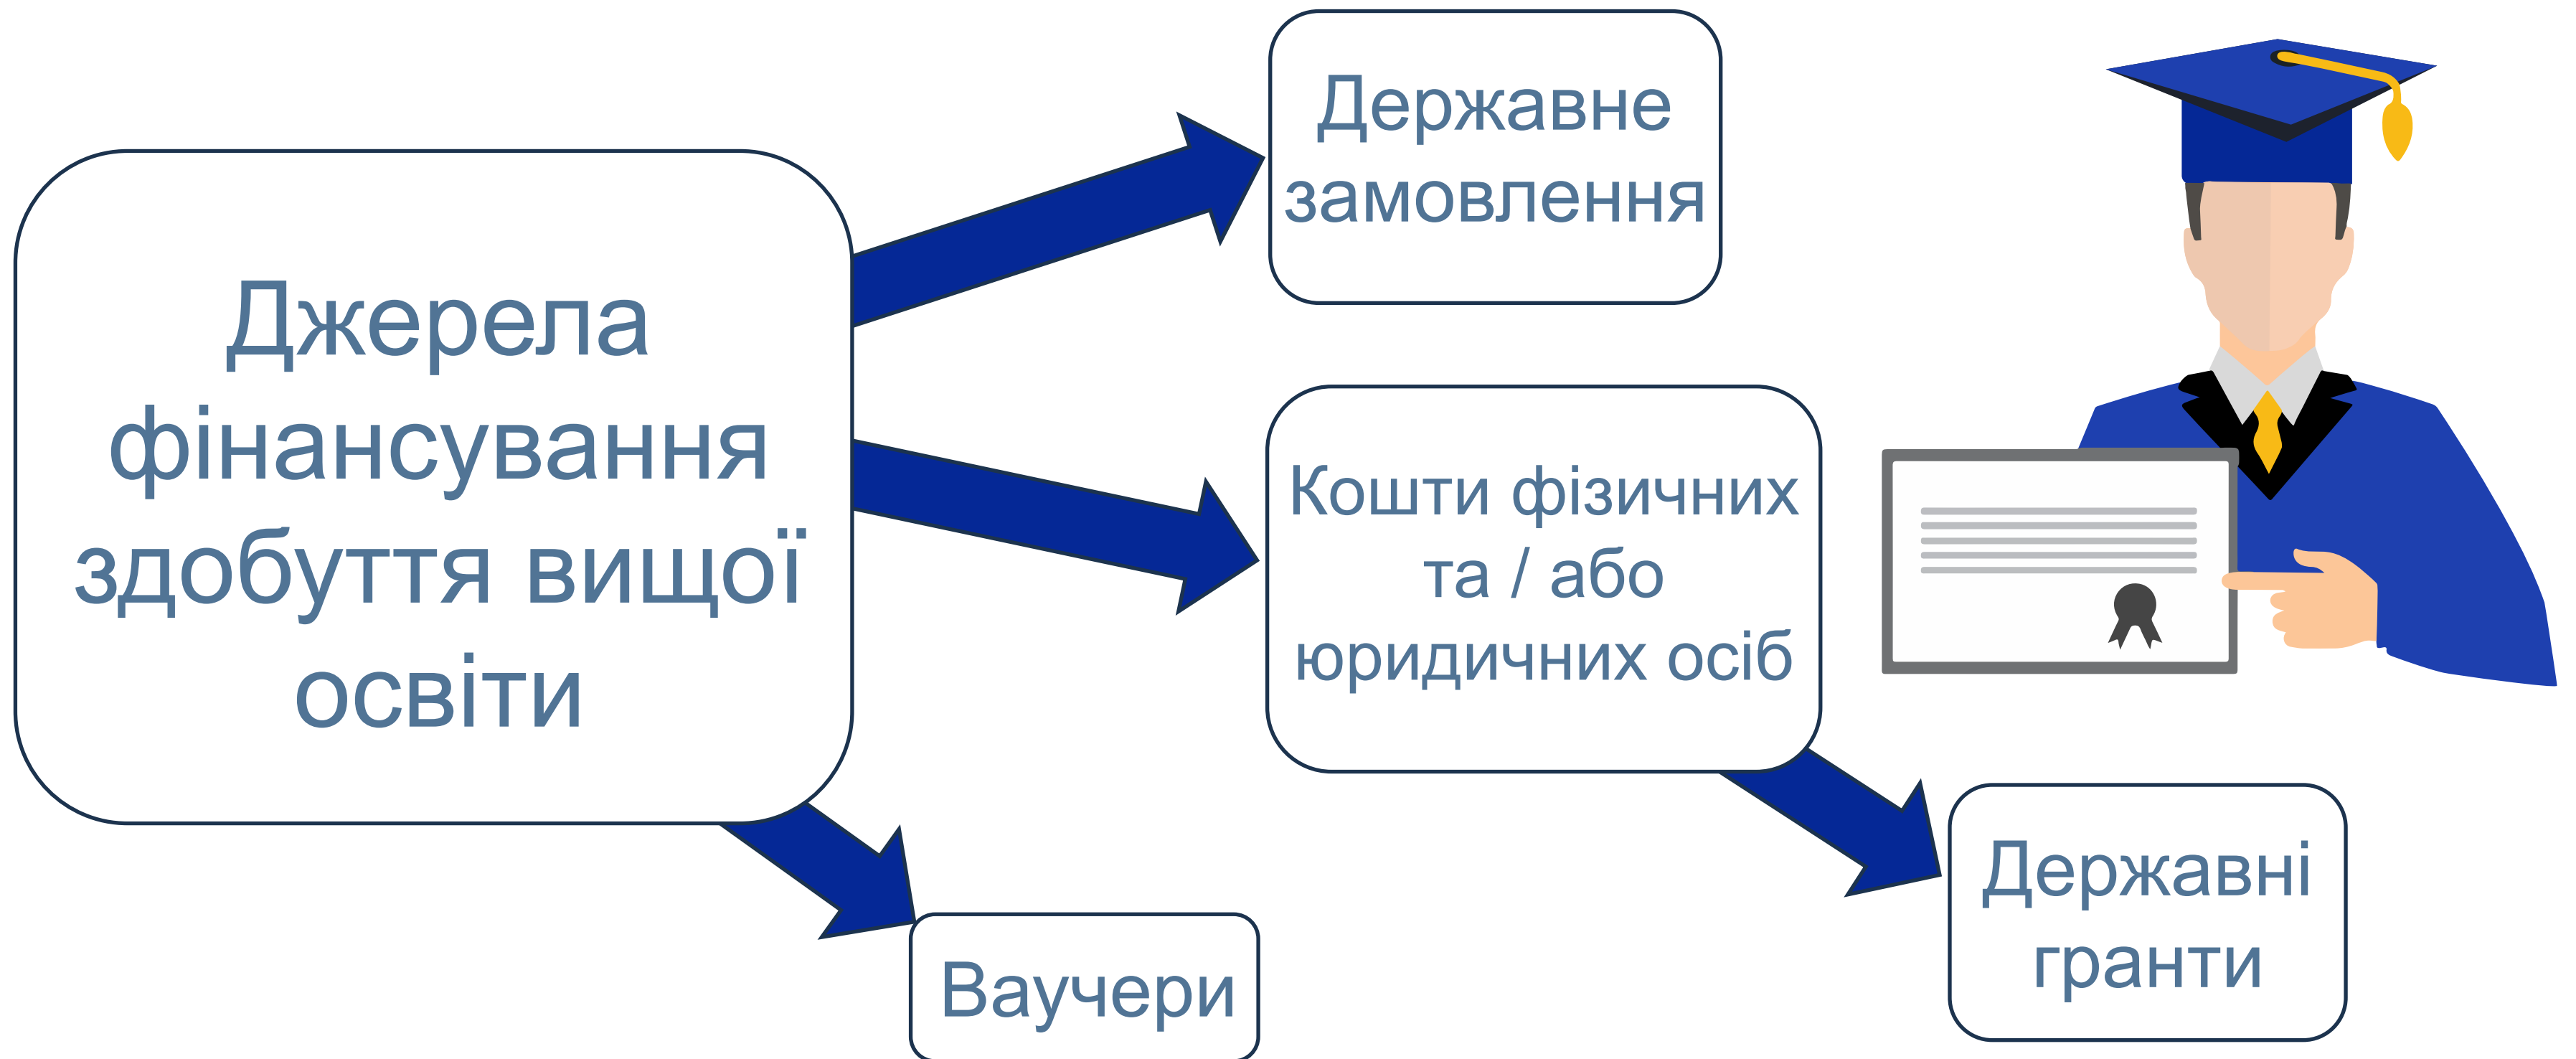 Джерела
фінансування
здобуття вищої
освіти
Державне
замовлення
Кошти фізичних
та / або
юридичних осіб
Державні
гранти
Ваучери